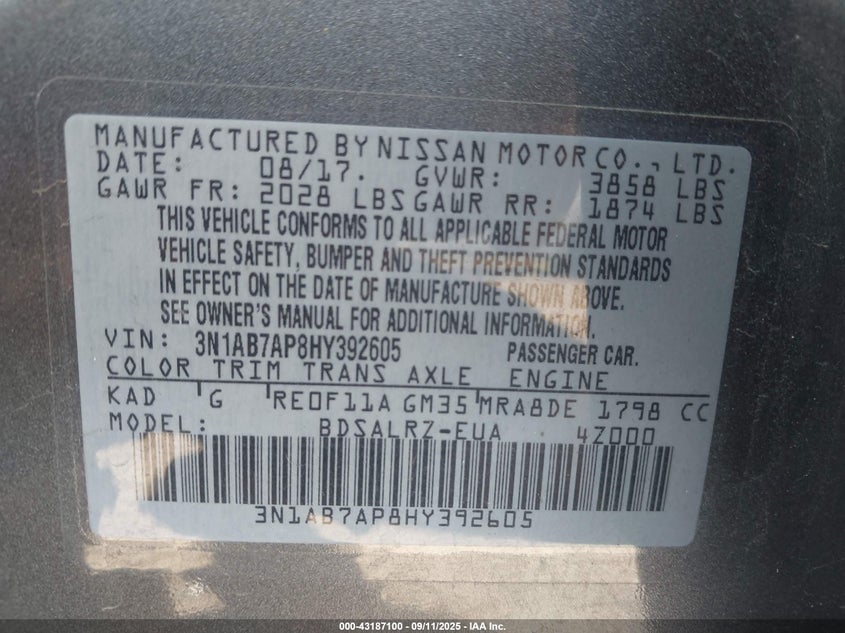 MANUFACTURED BY NISSAN MOTOR CO., LTD.
DATE: 08/17. GVWR: 3858 LBS
GAWR FR: 2028 LBS GAWR RR: 1874 LBS
THIS VEHICLE CONFORMS TO ALL APPLICABLE FEDERAL MOTOR
VEHICLE SAFETY, BUMPER AND THEFT PREVENTION STANDARDS
IN EFFECT ON THE DATE OF MANUFACTURE SHOWN ABOVE.
SEE OWNER'S MANUAL FOR ADDITIONAL INFORMATION.
VIN: 3N1AB7AP8HY392605 PASSENGER CAR.
COLOR TRIM TRANS AXLE ENGINE
KAD G RE0F11A GM35 MRA8DE 1798 CC
MODEL: BDSALRZ-EUA 4Z000
3N1AB7AP8HY392605
000-43187100 - 09/11/2025 - IAA Inc.